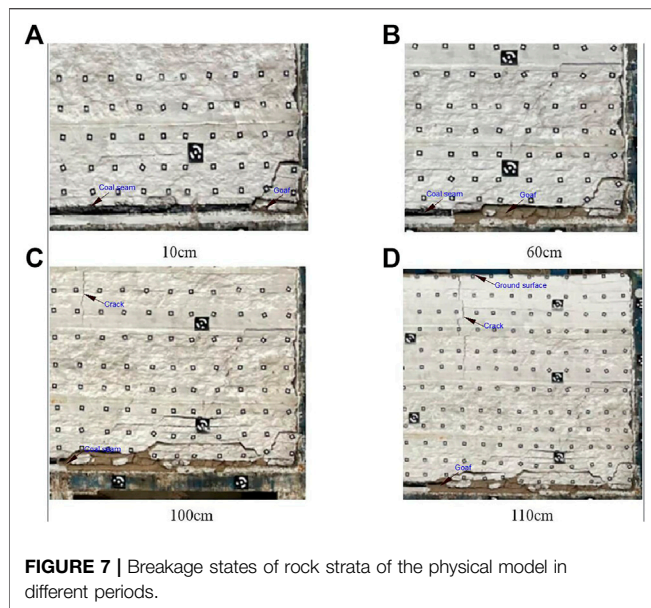 A
Coal seam
Goaf
10cm
B
Coal seam
Goaf
60cm
C
Crack
Coal seam
100cm
D
Ground surface
Crack
Goaf
110cm
FIGURE 7 | Breakage states of rock strata of the physical model in
different periods.